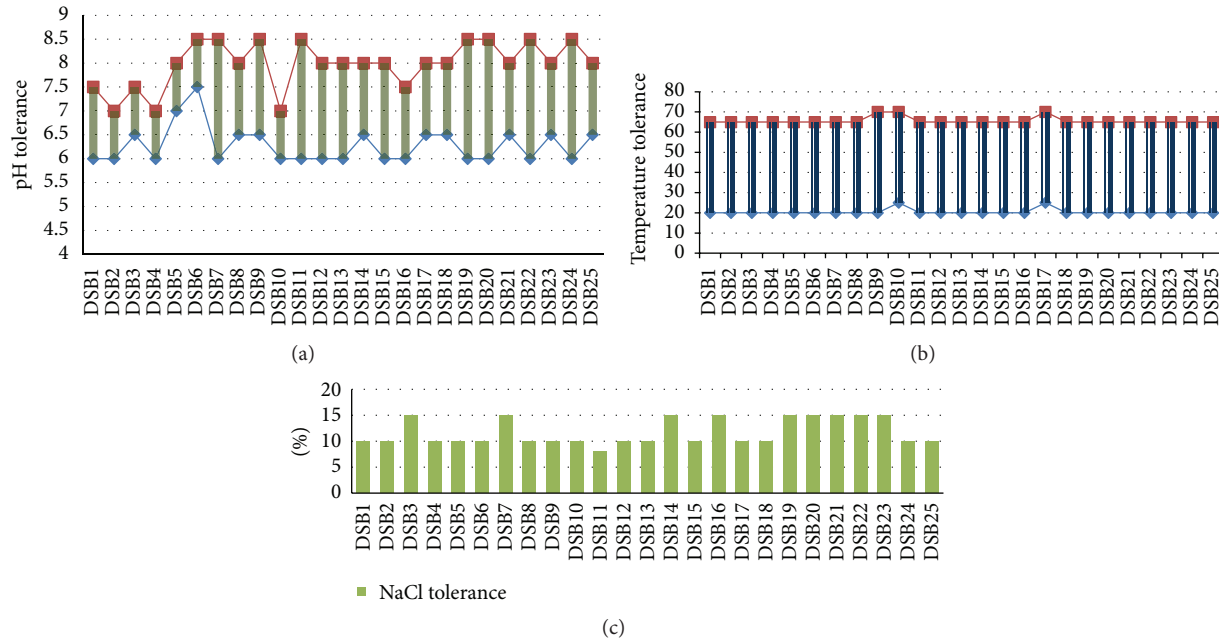 9
8.5
8
7.5
7
6.5
6
5.5
5
4.5
4
pH tolerance
DSB1
DSB2
DSB3
DSB4
DSB5
DSB6
DSB7
DSB8
DSB9
DSB10
DSB11
DSB12
DSB13
DSB14
DSB15
DSB16
DSB17
DSB18
DSB19
DSB20
DSB21
DSB22
DSB23
DSB24
DSB25
(a)
80
70
60
50
40
30
20
10
0
Temperature tolerance
DSB1
DSB2
DSB3
DSB4
DSB5
DSB6
DSB7
DSB8
DSB9
DSB10
DSB11
DSB12
DSB13
DSB14
DSB15
DSB16
DSB17
DSB18
DSB19
DSB20
DSB21
DSB22
DSB23
DSB24
DSB25
(b)
20
15
10
5
0
(%)
DSB1
DSB2
DSB3
DSB4
DSB5
DSB6
DSB7
DSB8
DSB9
DSB10
DSB11
DSB12
DSB13
DSB14
DSB15
DSB16
DSB17
DSB18
DSB19
DSB20
DSB21
DSB22
DSB23
DSB24
DSB25
NaCl tolerance
(c)